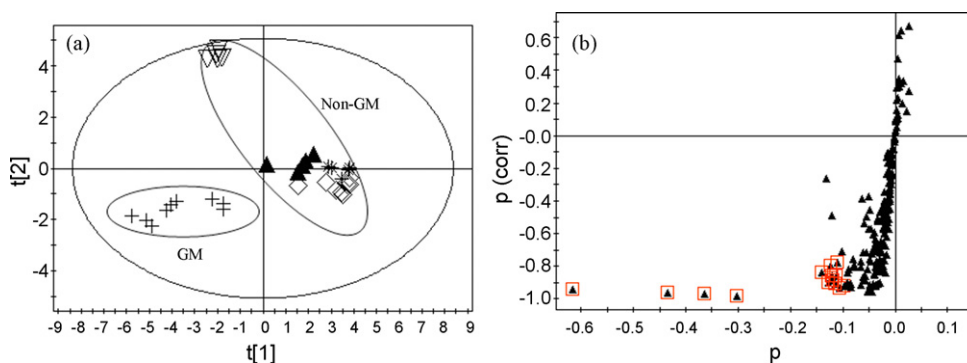 (a)
Non-GM
GM
t[2]
4
2
0
-2
-4
-9 -8 -7 -6 -5 -4 -3 -2 -1 0 1 2 3 4 5 6 7 8 9
t[1]
(b)
p (corr)
0.6
0.4
0.2
-0.0
-0.2
-0.4
-0.6
-0.8
-1.0
-0.6 -0.5 -0.4 -0.3 -0.2 -0.1 0.0 0.1
p